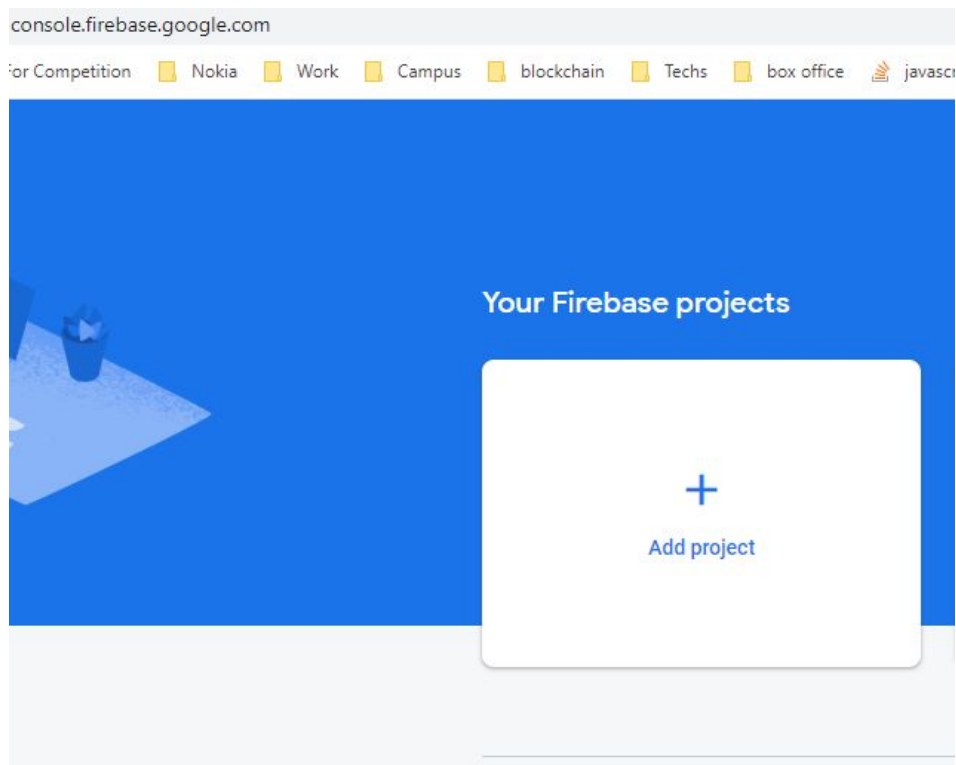 console.firebase.google.com
For Competition Nokia Work Campus blockchain Techs box office javascr
Your Firebase projects
+
Add project